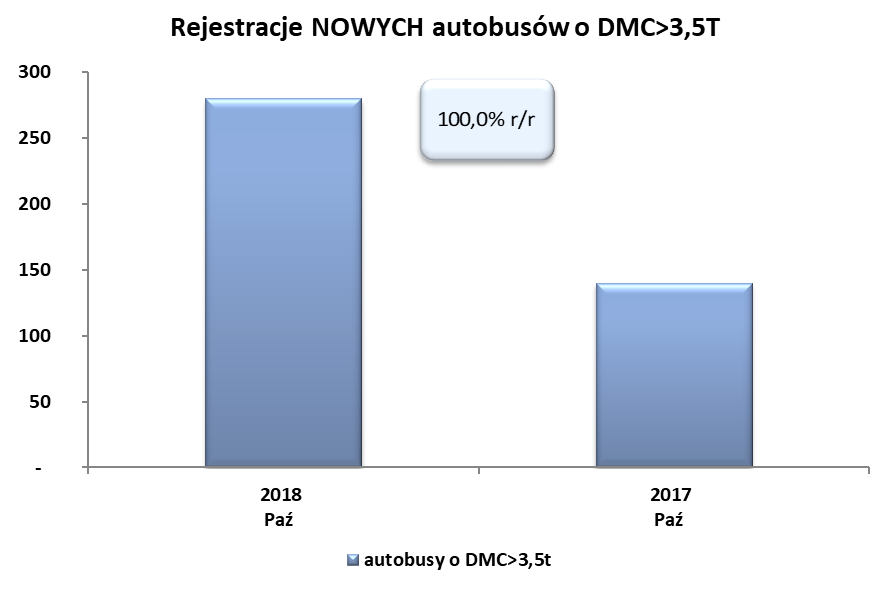 Rejestracje NOWYCH autobusów o DMC>3,5T
300
250
200
150
100
50
-
100,0% r/r
2018
Paź
2017
Paź
autobusy o DMC>3,5t